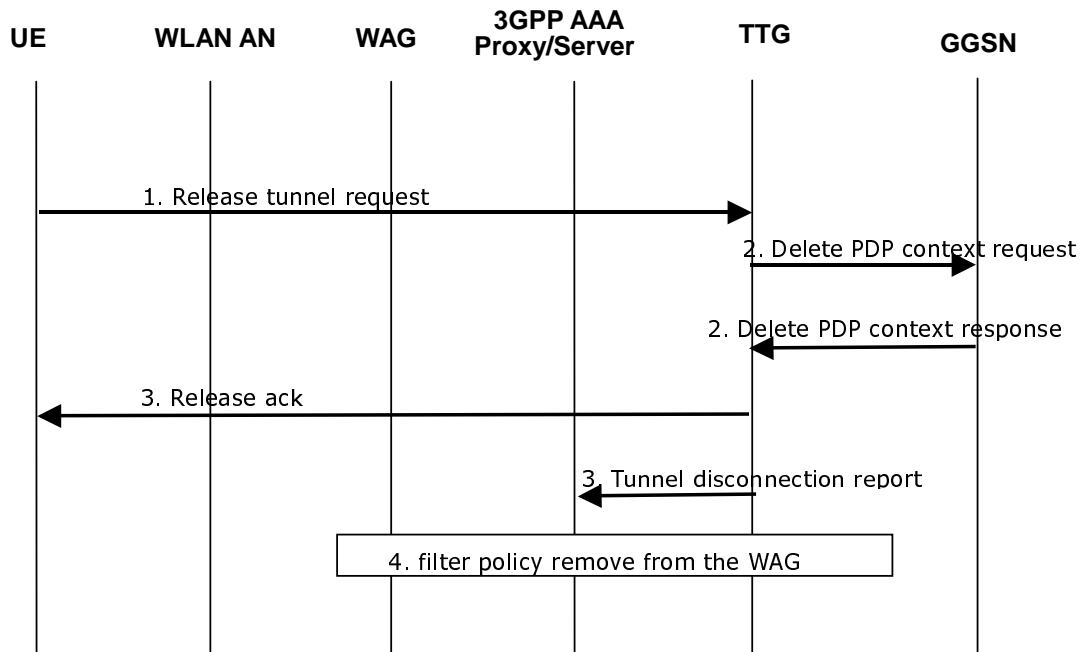 UE
WLAN AN
WAG
3GPP AAA
Proxy/Server
TTG
GGSN
1. Release tunnel request
2. Delete PDP context request
2. Delete PDP context response
3. Release ack
3. Tunnel disconnection report
4. filter policy remove from the WAG